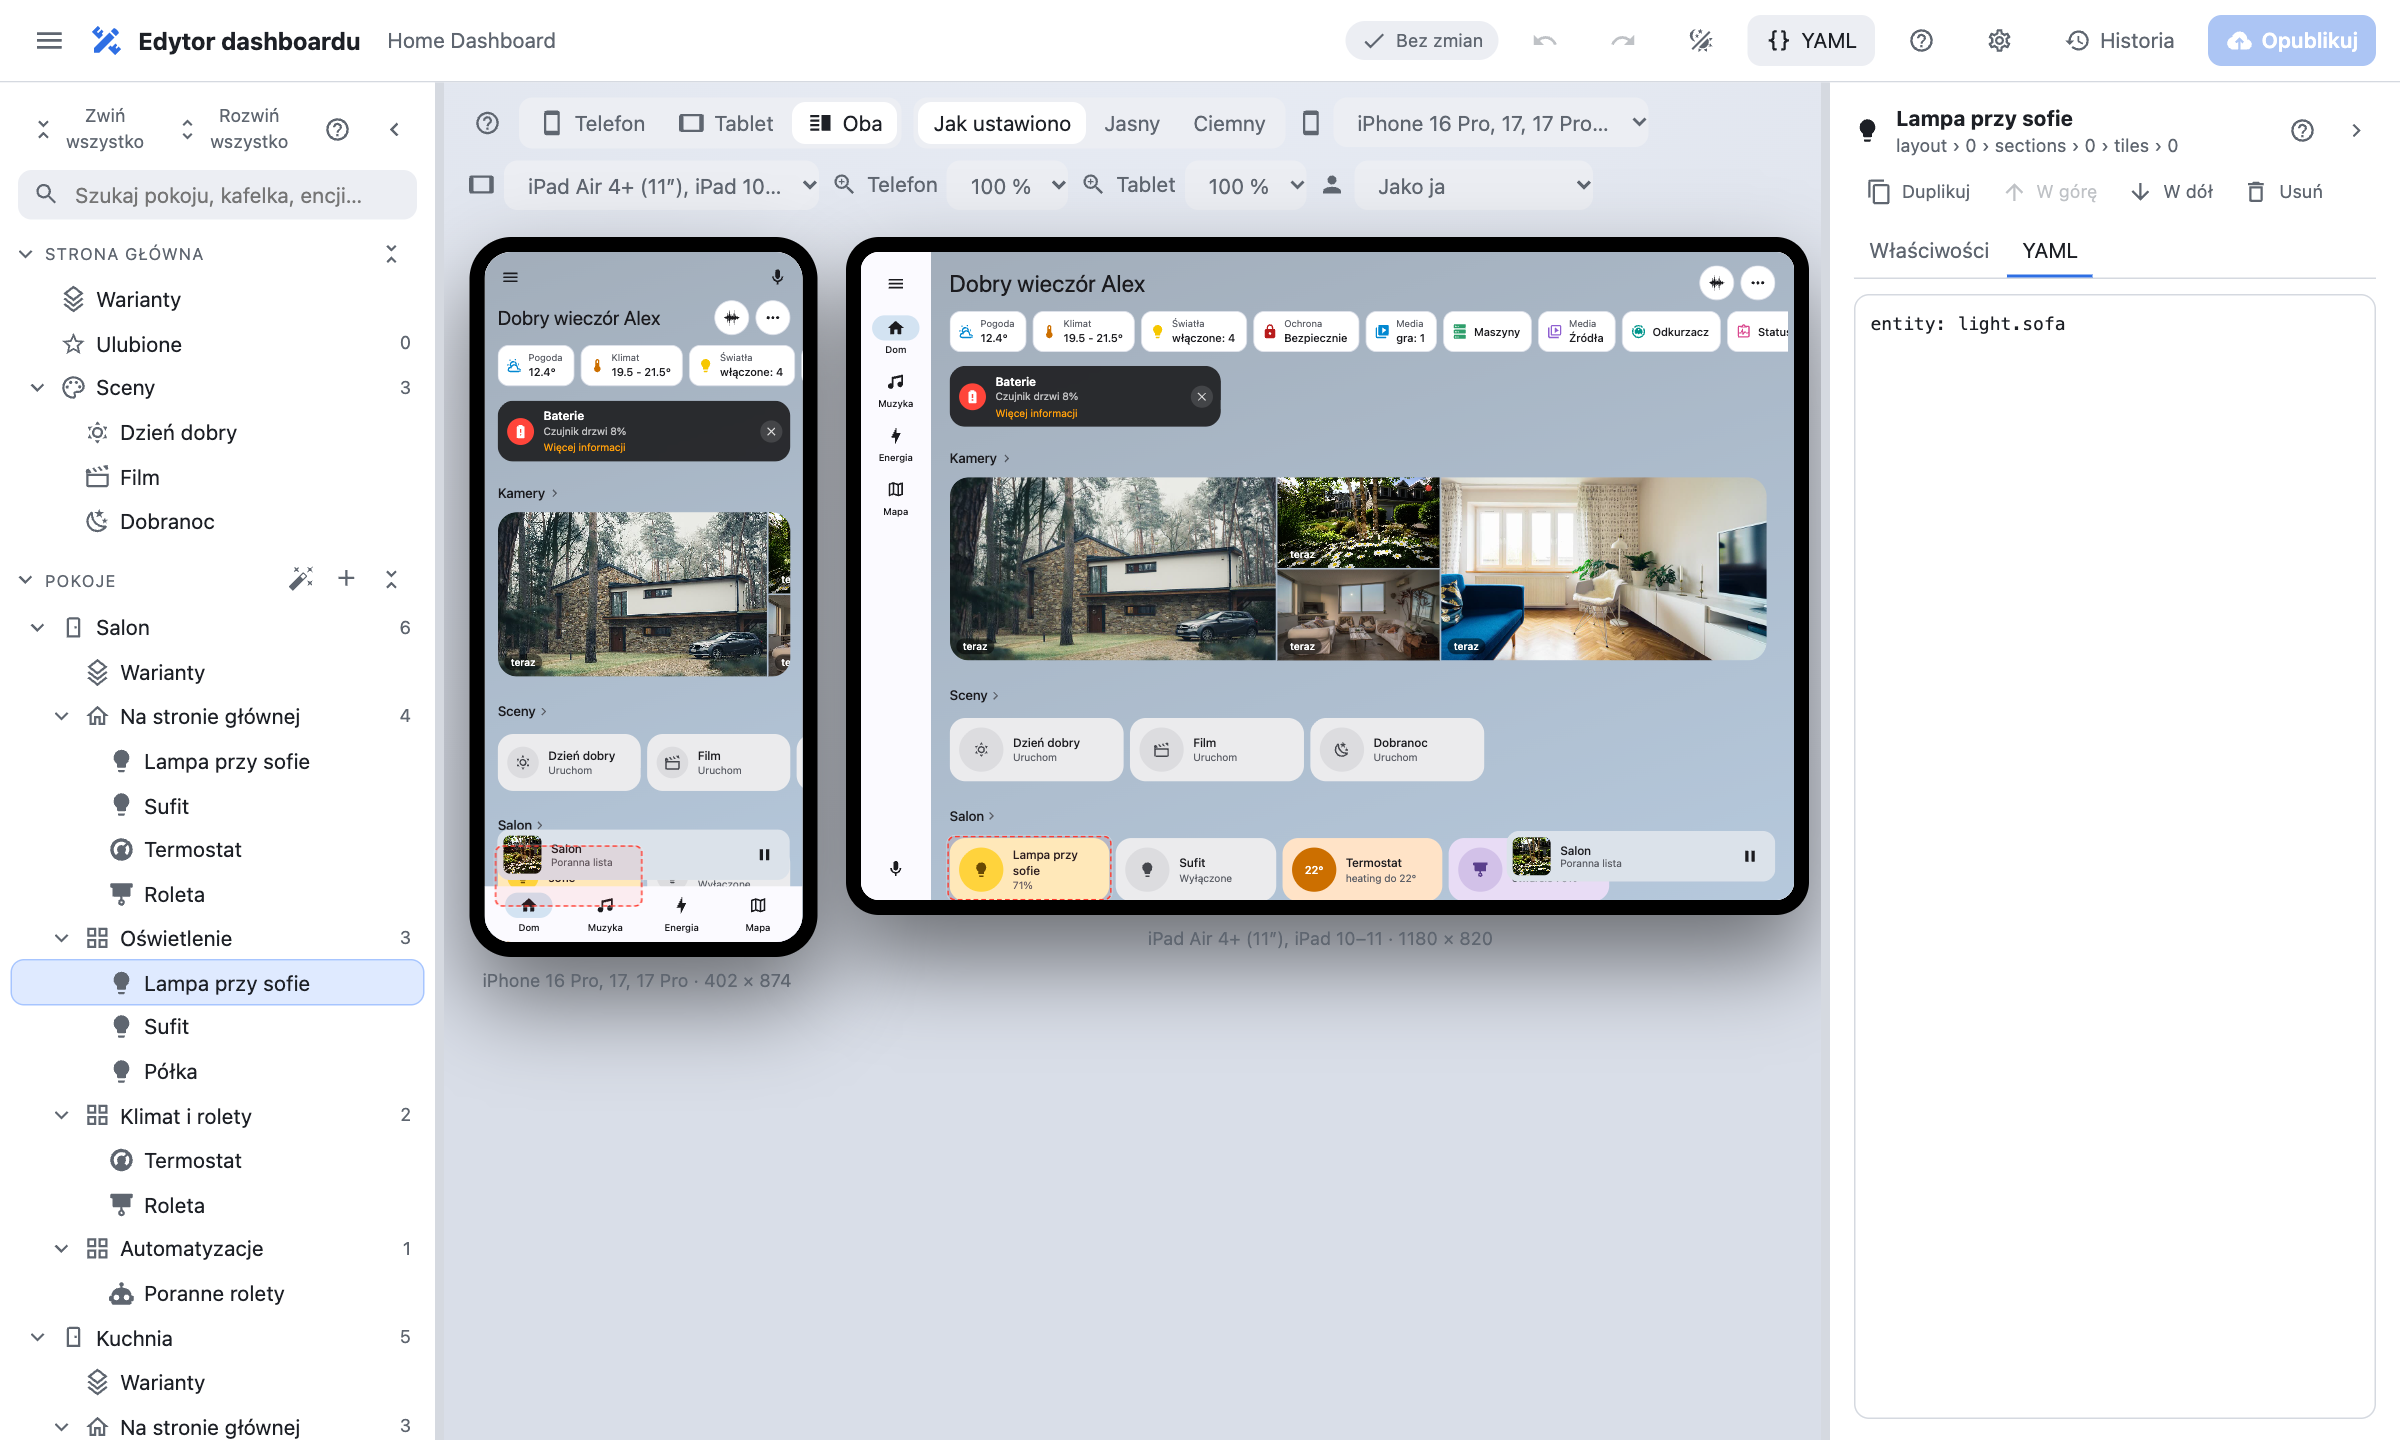 Edytor dashboardu
Home Dashboard
Bez zmian
YAML
Historia
Opublikuj
Zwiń wszystko
Rozwiń wszystko
Szukaj pokoju, kafelka, encji...
STRONA GŁÓWNA
Warianty
Ulubione 0
Sceny 3
Dzień dobry
Film
Dobranoc
POKOJE
Salon 6
Warianty
Na stronie głównej 4
Lampa przy sofie
Sufit
Termostat
Roleta
Oświetlenie 3
Lampa przy sofie
Sufit
Półka
Klimat i rolety 2
Termostat
Roleta
Automatyzacje 1
Poranne rolety
Kuchnia 5
Warianty
Na stronie głównej 3
Telefon
Tablet
Oba
Jak ustawiono
Jasny
Ciemny
iPhone 16 Pro, 17, 17 Pro...
iPad Air 4+ (11″), iPad 10...
Telefon
100 %
Tablet
100 %
Jako ja
Dobry wieczór Alex
Pogoda
12.4°
Klimat
19.5 - 21.5°
Światła
włączone: 4
Baterie
Czujnik drzwi 8%
Więcej informacji
Kamery
teraz
te
te
Sceny
Dzień dobry
Uruchom
Film
Uruchom
Salon
Salon
Poranna lista
sofie
Wyłączone
Dom
Muzyka
Energia
Mapa
iPhone 16 Pro, 17, 17 Pro · 402 × 874
Dom
Muzyka
Energia
Mapa
Dobry wieczór Alex
Pogoda
12.4°
Klimat
19.5 - 21.5°
Światła
włączone: 4
Ochrona
Bezpiecznie
Media
gra: 1
Maszyny
Media
Źródła
Odkurzacz
Status
Baterie
Czujnik drzwi 8%
Więcej informacji
Kamery
teraz
teraz
teraz
teraz
Sceny
Dzień dobry
Uruchom
Film
Uruchom
Dobranoc
Uruchom
Salon
Lampa przy
sofie
71%
Sufit
Wyłączone
22°
Termostat
heating do 22°
Salon
Poranna lista
iPad Air 4+ (11″), iPad 10–11 · 1180 × 820
Lampa przy sofie
layout › 0 › sections › 0 › tiles › 0
Duplikuj
W górę
W dół
Usuń
Właściwości
YAML
entity: light.sofa